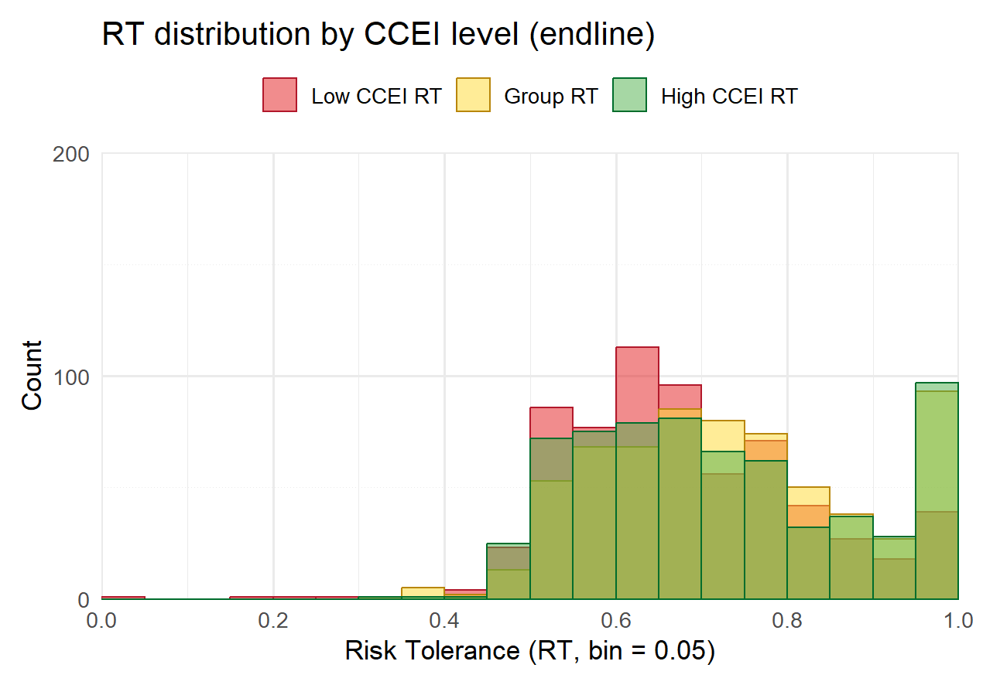 RT distribution by CCEI level (endline)
Low CCEI RT Group RT High CCEI RT
200
100
0
Count
0.0 0.2 0.4 0.6 0.8 1.0
Risk Tolerance (RT, bin = 0.05)